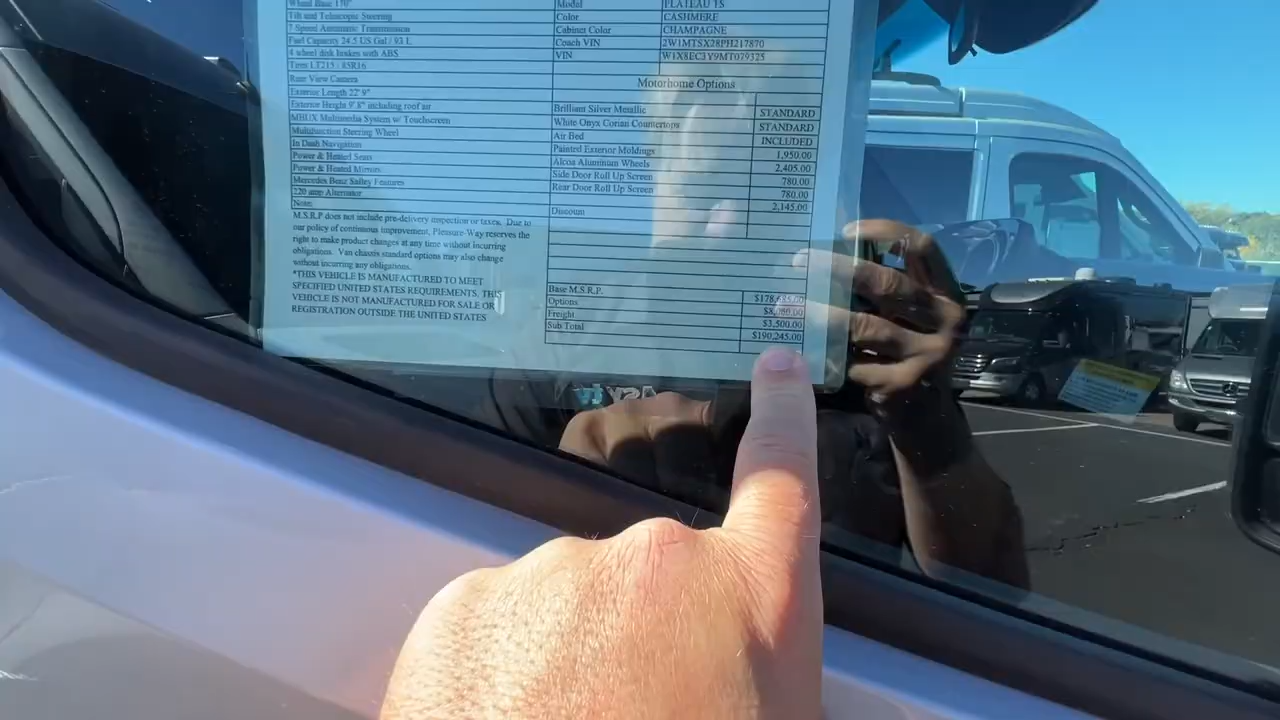 Wheel Base 170"
Tilt and Telescopic Steering
7 Speed Automatic Transmission
Fuel Capacity 24.5 US Gal / 93 L
4 wheel disk brakes with ABS
Tires LT215 / 85R16
Rear View Camera
Exterior Length 22' 9"
Exterior Height 9' 8" including roof air
MBUX Multimedia System w/ Touchscreen
Multifunction Steering Wheel
In Dash Navigation
Power & Heated Seats
Power & Heated Mirrors
Mercedes Benz Saftey Features
220 amp Alternator
Note:
M.S.R.P does not include pre-delivery inspection or taxes. Due to
our policy of continuous improvement, Pleasure-Way reserves the
right to make product changes at any time without incurring
obligations. Van chassis standard options may also change
without incurring any obligations.
*THIS VEHICLE IS MANUFACTURED TO MEET
SPECIFIED UNITED STATES REQUIREMENTS. THIS
VEHICLE IS NOT MANUFACTURED FOR SALE OR
REGISTRATION OUTSIDE THE UNITED STATES
Model PLATEAU TS
Color CASHMERE
Cabinet Color CHAMPAGNE
Coach VIN 2W1MTSX28PH217870
VIN W1X8EC3Y9MT079325
Motorhome Options
Brilliant Silver Metallic STANDARD
White Onyx Corian Countertops STANDARD
Air Bed INCLUDED
Painted Exterior Moldings 1,950.00
Alcoa Aluminum Wheels 2,405.00
Side Door Roll Up Screen 780.00
Rear Door Roll Up Screen 780.00
Discount 2,145.00
Base M.S.R.P.
Options
Freight $3,500.00
Sub Total $190,245.00